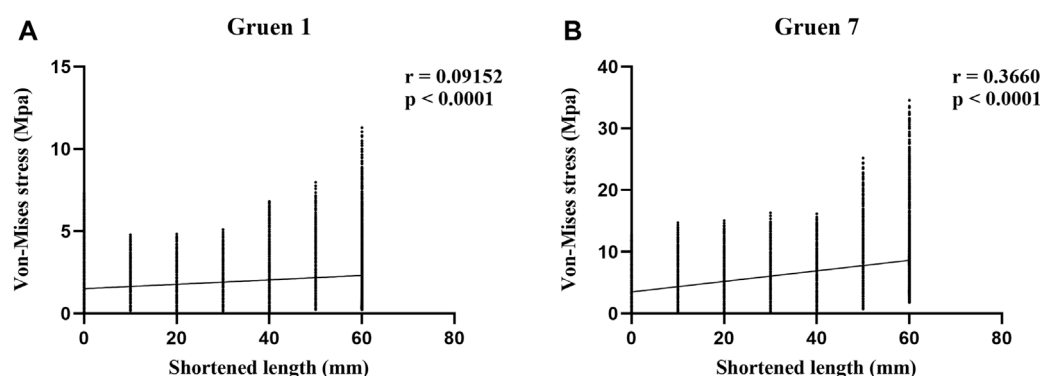 A
Gruen 1
Von-Mises stress (Mpa)
15
10
5
0
r = 0.09152
p < 0.0001
0 20 40 60 80
Shortened length (mm)
B
Gruen 7
Von-Mises stress (Mpa)
40
30
20
10
0
r = 0.3660
p < 0.0001
0 20 40 60 80
Shortened length (mm)